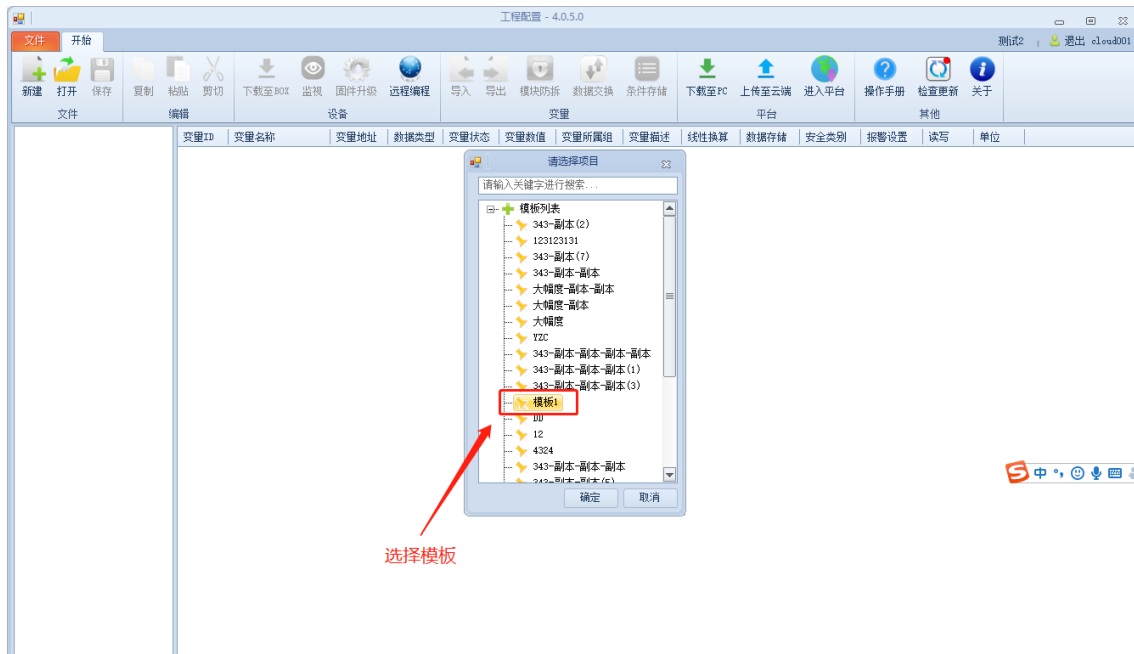 工程配置 - 4.0.5.0
文件 开始 测试2 退出 cloud001
新建 打开 保存 复制 粘贴 剪切 下载至BOX 监视 固件升级 远程编程 导入 导出 模块防拆 数据交换 条件存储 下载至PC 上传至云端 进入平台 操作手册 检查更新 关于
文件 编辑 设备 变量 平台 其他
变量ID 变量名称 变量地址 数据类型 变量状态 变量数值 变量所属组 变量描述 线性换算 数据存储 安全类别 报警设置 读写 单位
请选择项目
请输入关键字进行搜索...
模板列表
343-副本(2)
123123131
343-副本(7)
343-副本-副本
大幅度-副本-副本
大幅度-副本
大幅度
YZC
343-副本-副本-副本-副本
343-副本-副本-副本(1)
343-副本-副本-副本(3)
模板1
DD
12
4324
343-副本-副本-副本
343-副本-副本(5)
中
确定 取消
选择模板